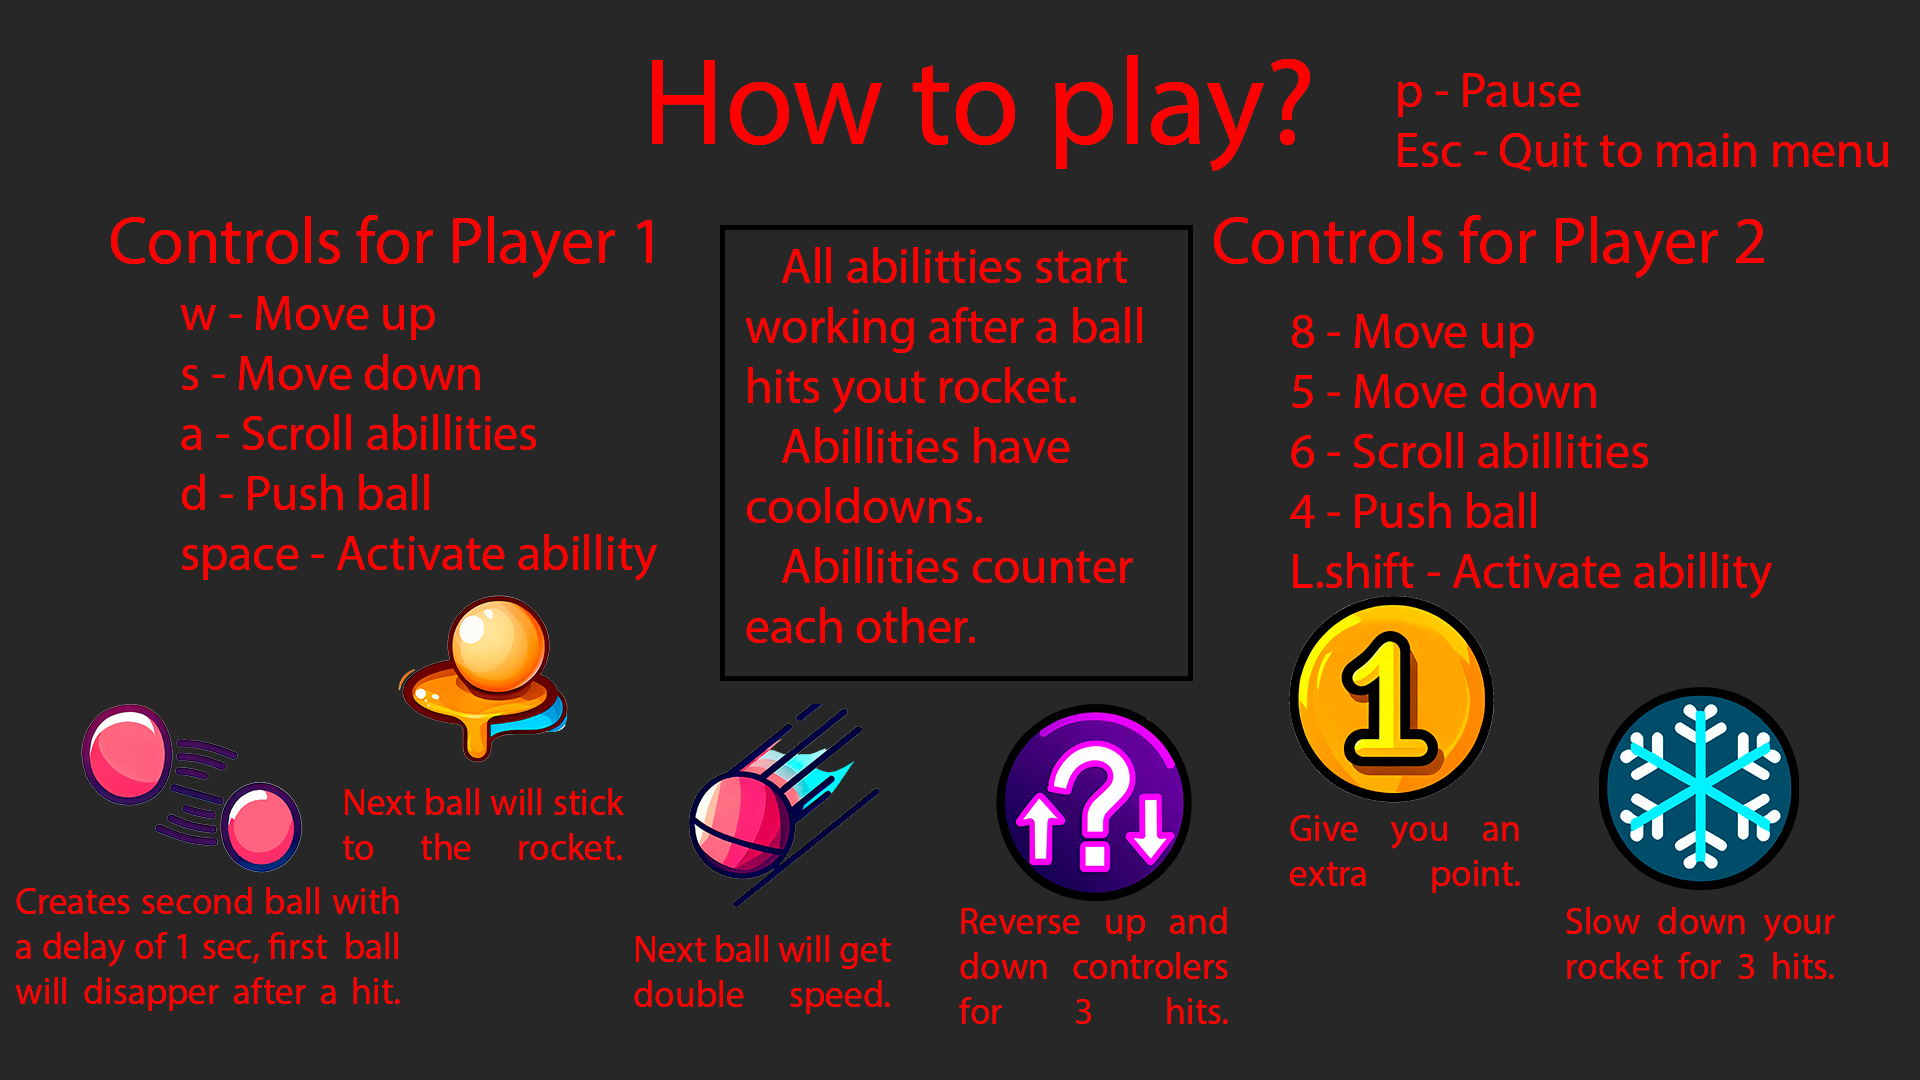 How to play?
p - Pause
Esc - Quit to main menu
Controls for Player 1
w - Move up
s - Move down
a - Scroll abillities
d - Push ball
space - Activate abillity
All abilitties start
working after a ball
hits yout rocket.
Abillities have
cooldowns.
Abillities counter
each other.
Controls for Player 2
8 - Move up
5 - Move down
6 - Scroll abillities
4 - Push ball
L.shift - Activate abillity
Creates second ball with
a delay of 1 sec, first ball
will disapper after a hit.
Next ball will stick
to the rocket.
Next ball will get
double speed.
?
Reverse up and
down controlers
for 3 hits.
1
Give you an
extra point.
Slow down your
rocket for 3 hits.